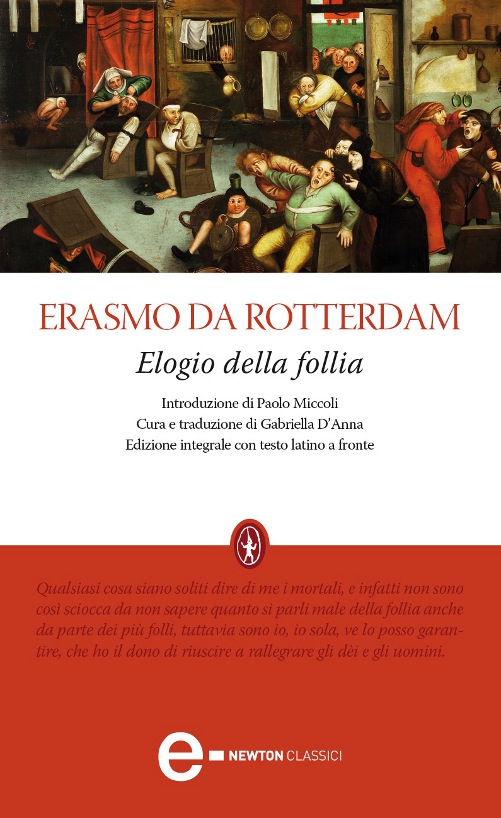 ERASMO DA ROTTERDAM
Elogio della follia
Introduzione di Paolo Miccoli
Cura e traduzione di Gabriella D'Anna
Edizione integrale con testo latino a fronte
Qualsiasi cosa siano soliti dire di me i mortali, e infatti non sono
così sciocca da non sapere quanto si parli male della follia anche
da parte dei più folli, tuttavia sono io, io sola, ve lo posso garan-
tire, che ho il dono di riuscire a rallegrare gli dèi e gli uomini.
e NEWTON CLASSICI